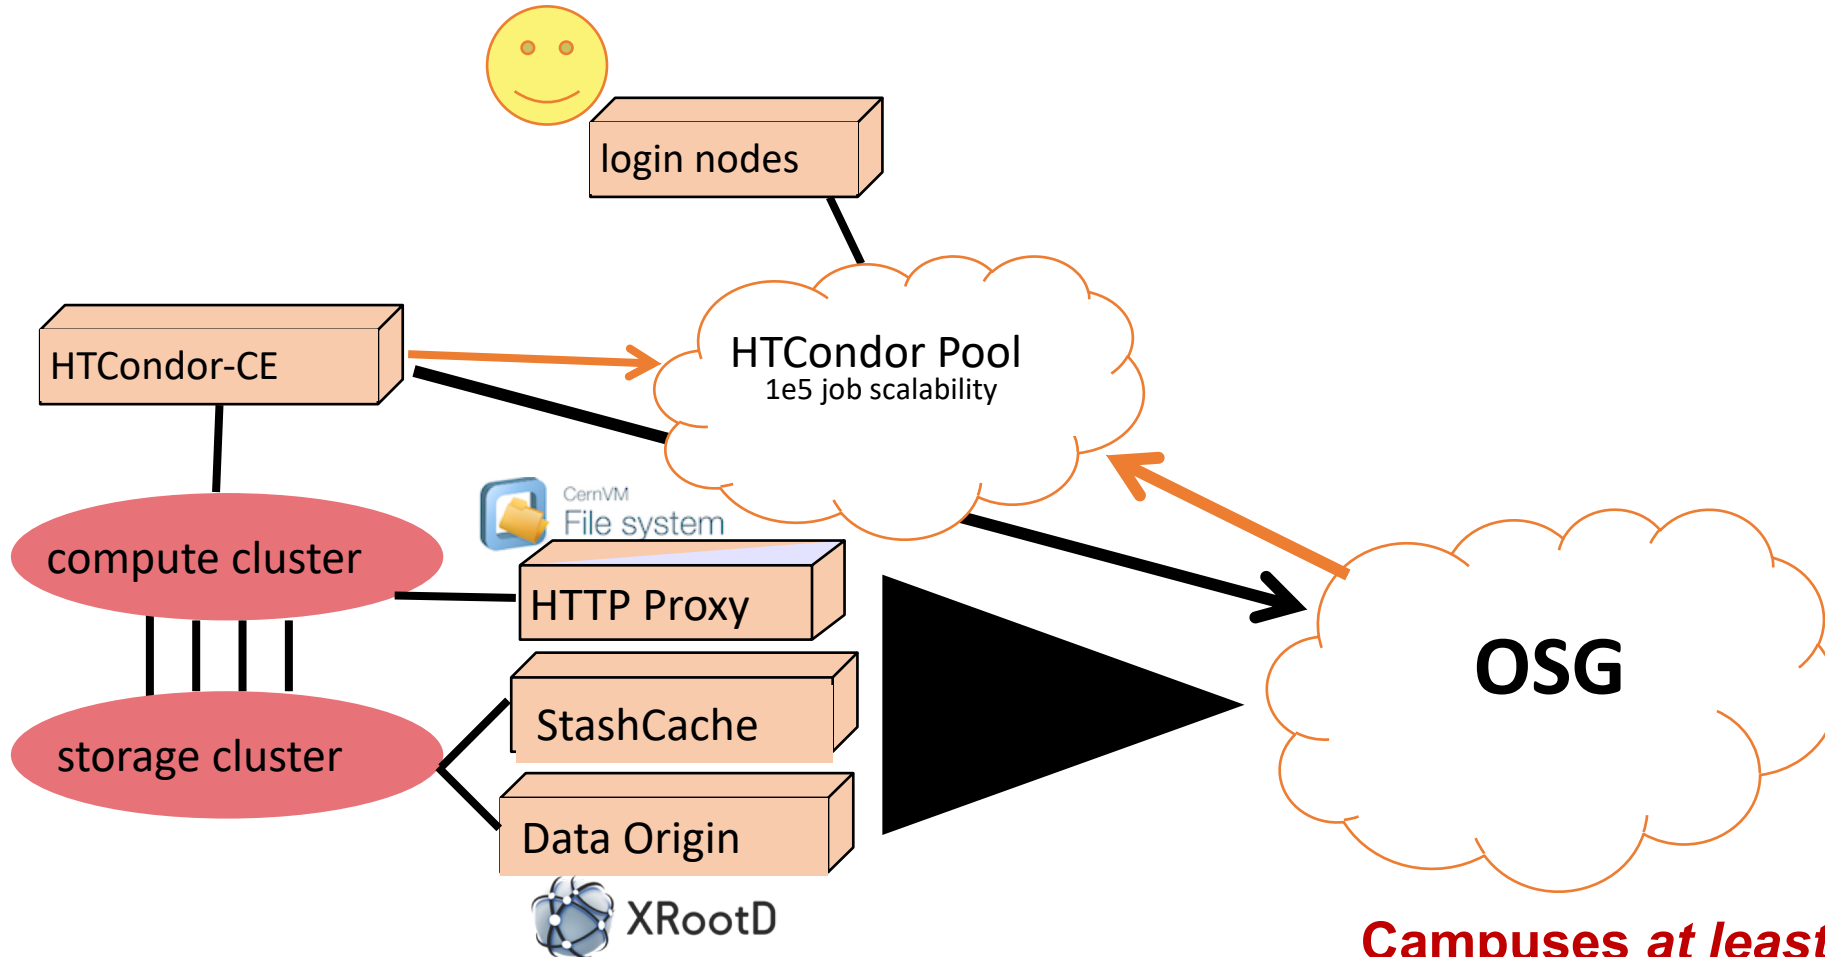 login nodes
HTCondor-CE
HTCondor Pool
1e5 job scalability
CernVM
File system
compute cluster
HTTP Proxy
OSG
StashCache
storage cluster
Data Origin
XRootD
Campuses at least